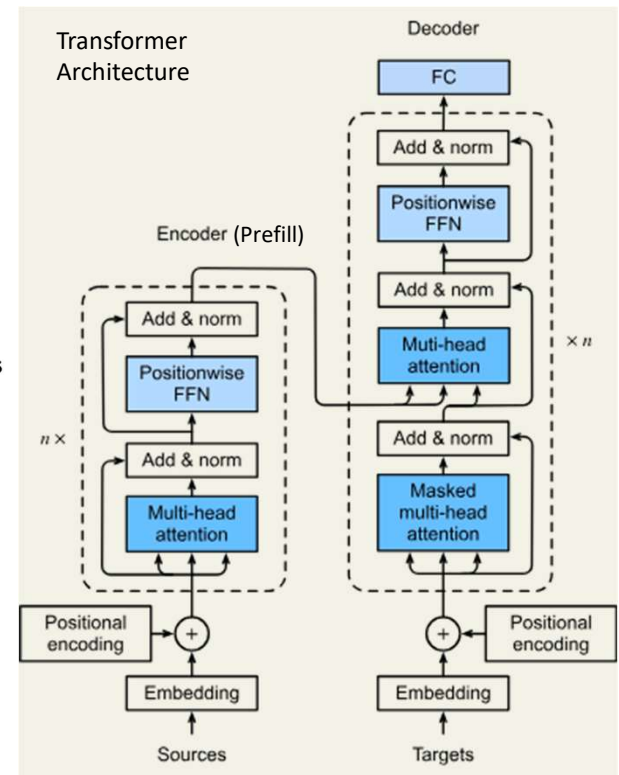 Transformer
Architecture
Decoder
FC
Add & norm
Positionwise
FFN
Add & norm
Muti-head
attention
× n
Add & norm
Masked
multi-head
attention
Positional
encoding
+
Embedding
Targets
Encoder (Prefill)
Add & norm
Positionwise
FFN
n ×
Add & norm
Multi-head
attention
Positional
encoding
+
Embedding
Sources
s